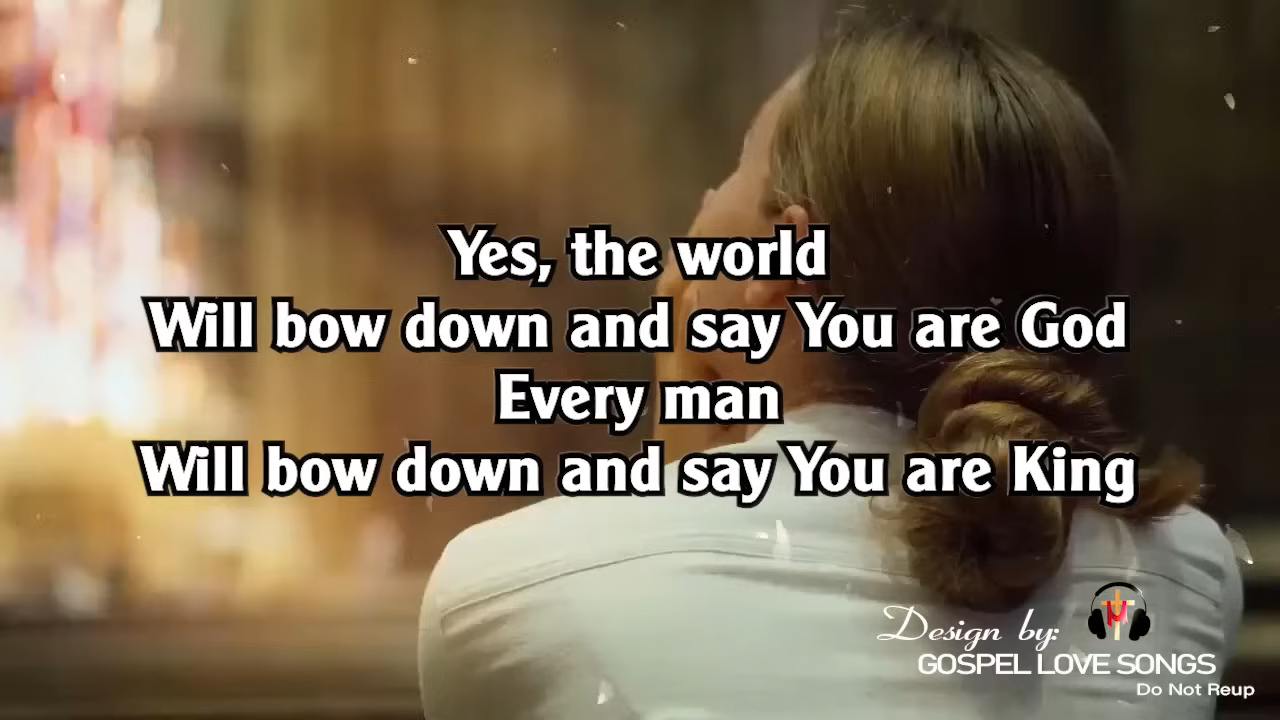 Yes, the world
Will bow down and say You are God
Every man
Will bow down and say You are King
Design by:
GOSPEL LOVE SONGS
Do Not Reup